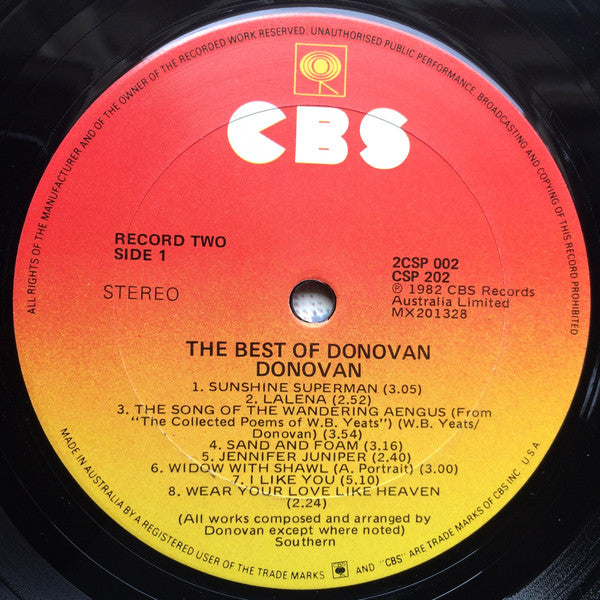 ALL RIGHTS OF THE MANUFACTURER AND OF THE OWNER OF THE RECORDED WORK RESERVED. UNAUTHORISED PUBLIC PERFORMANCE, BROADCASTING AND COPYING OF THIS RECORD PROHIBITED
CBS
RECORD TWO
SIDE 1
STEREO
2CSP 002
CSP 202
℗ 1982 CBS Records
Australia Limited
MX201328
THE BEST OF DONOVAN
DONOVAN
1. SUNSHINE SUPERMAN (3.05)
2. LALENA (2.52)
3. THE SONG OF THE WANDERING AENGUS (From
"The Collected Poems of W.B. Yeats") (W.B. Yeats/
Donovan) (3.54)
4. SAND AND FOAM (3.16)
5. JENNIFER JUNIPER (2.40)
6. WIDOW WITH SHAWL (A. Portrait) (3.00)
7. I LIKE YOU (5.10)
8. WEAR YOUR LOVE LIKE HEAVEN
(2.24)
(All works composed and arranged by
Donovan except where noted)
Southern
MADE IN AUSTRALIA BY A REGISTERED USER OF THE TRADE MARKS AND "CBS" ARE TRADE MARKS OF CBS INC. U S A